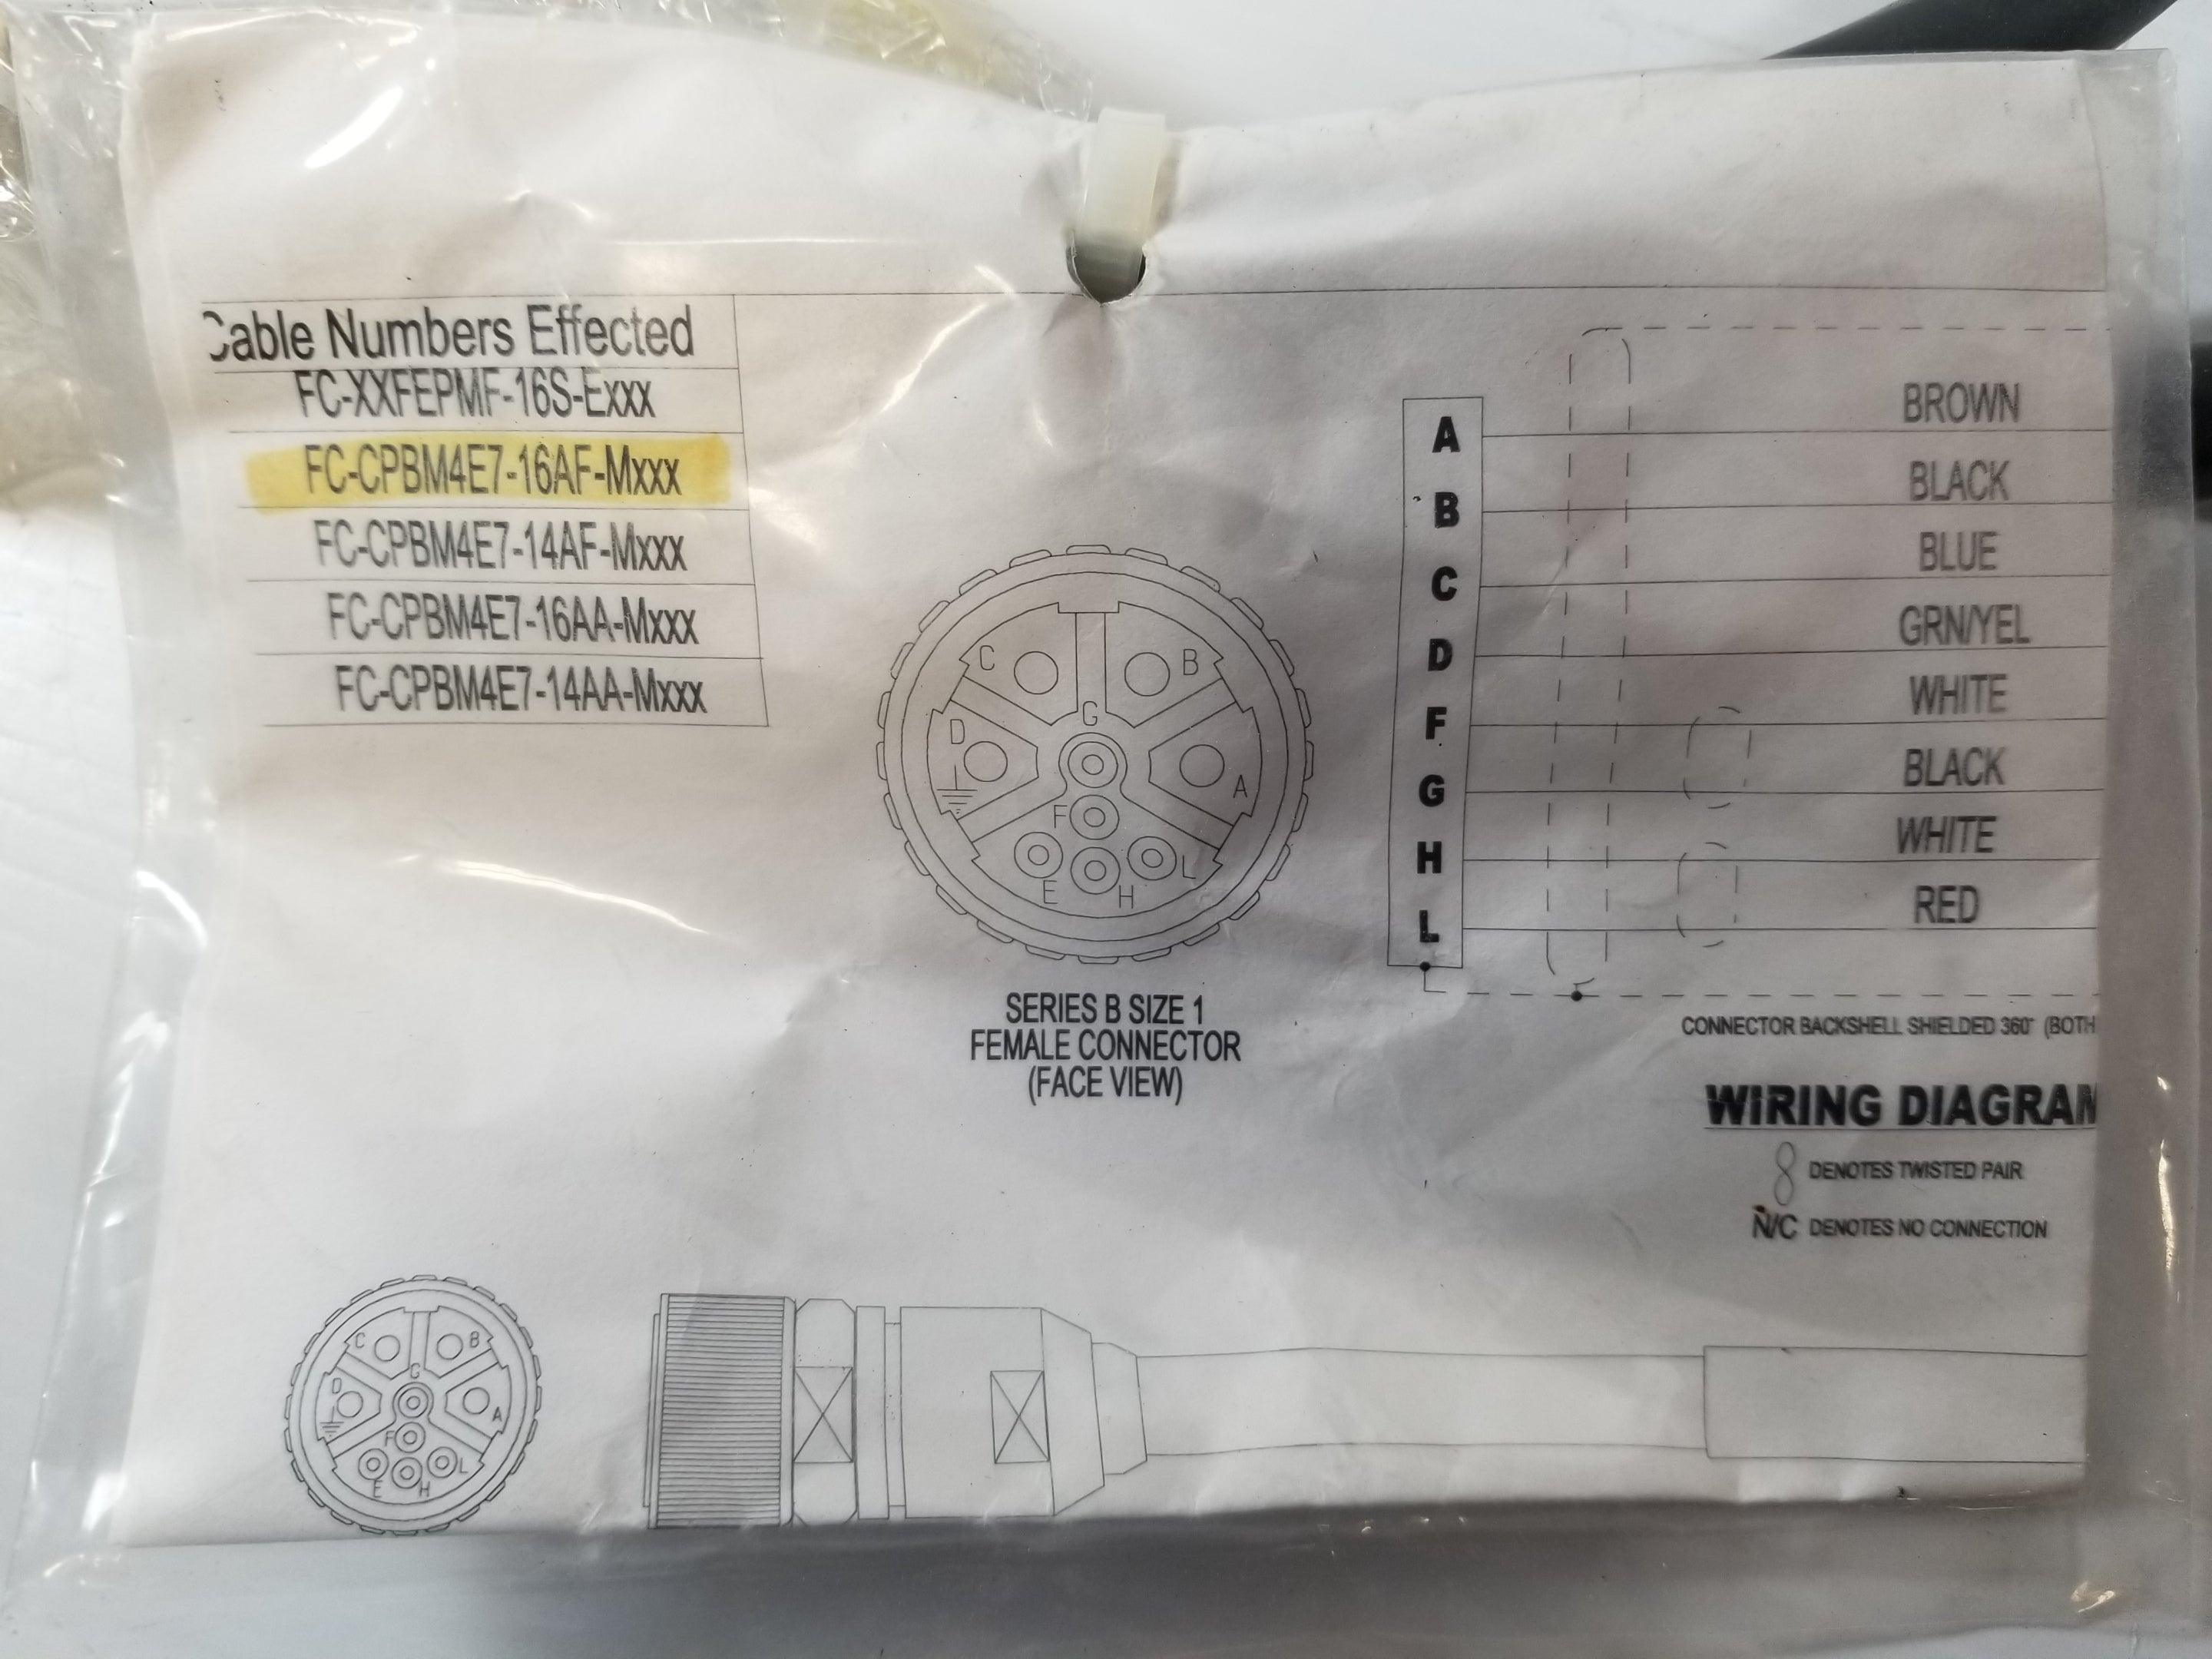 Cable Numbers Effected
FC-XXFEPMF-16S-Exxx
FC-CPBM4E7-16AF-Mxxx
FC-CPBM4E7-14AF-Mxxx
FC-CPBM4E7-16AA-Mxxx
FC-CPBM4E7-14AA-Mxxx
C B
G
D
A
F
E H L
SERIES B SIZE 1
FEMALE CONNECTOR
(FACE VIEW)
A BROWN
B BLACK
C BLUE
D GRN/YEL
F WHITE
G BLACK
H WHITE
L RED
CONNECTOR BACKSHELL SHIELDED 360° (BOTH
WIRING DIAGRAM
8 DENOTES TWISTED PAIR
N/C DENOTES NO CONNECTION
C B
G
D
A
F
E H L